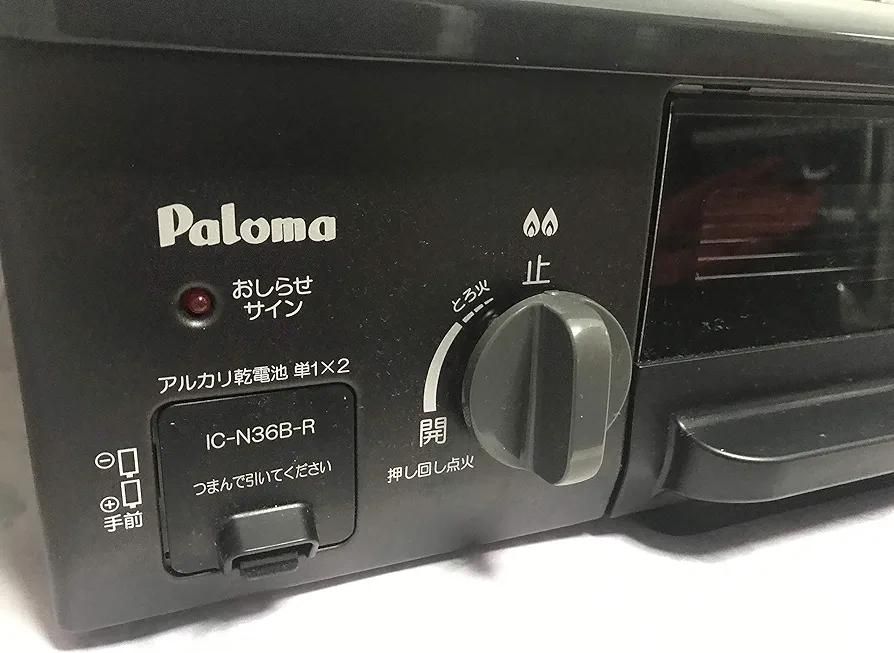 Paloma
おしらせ
サイン
止
とろ火
開
押し回し点火
アルカリ乾電池 単1×2
IC-N36B-R
つまんで引いてください
⊖
⊕
手前